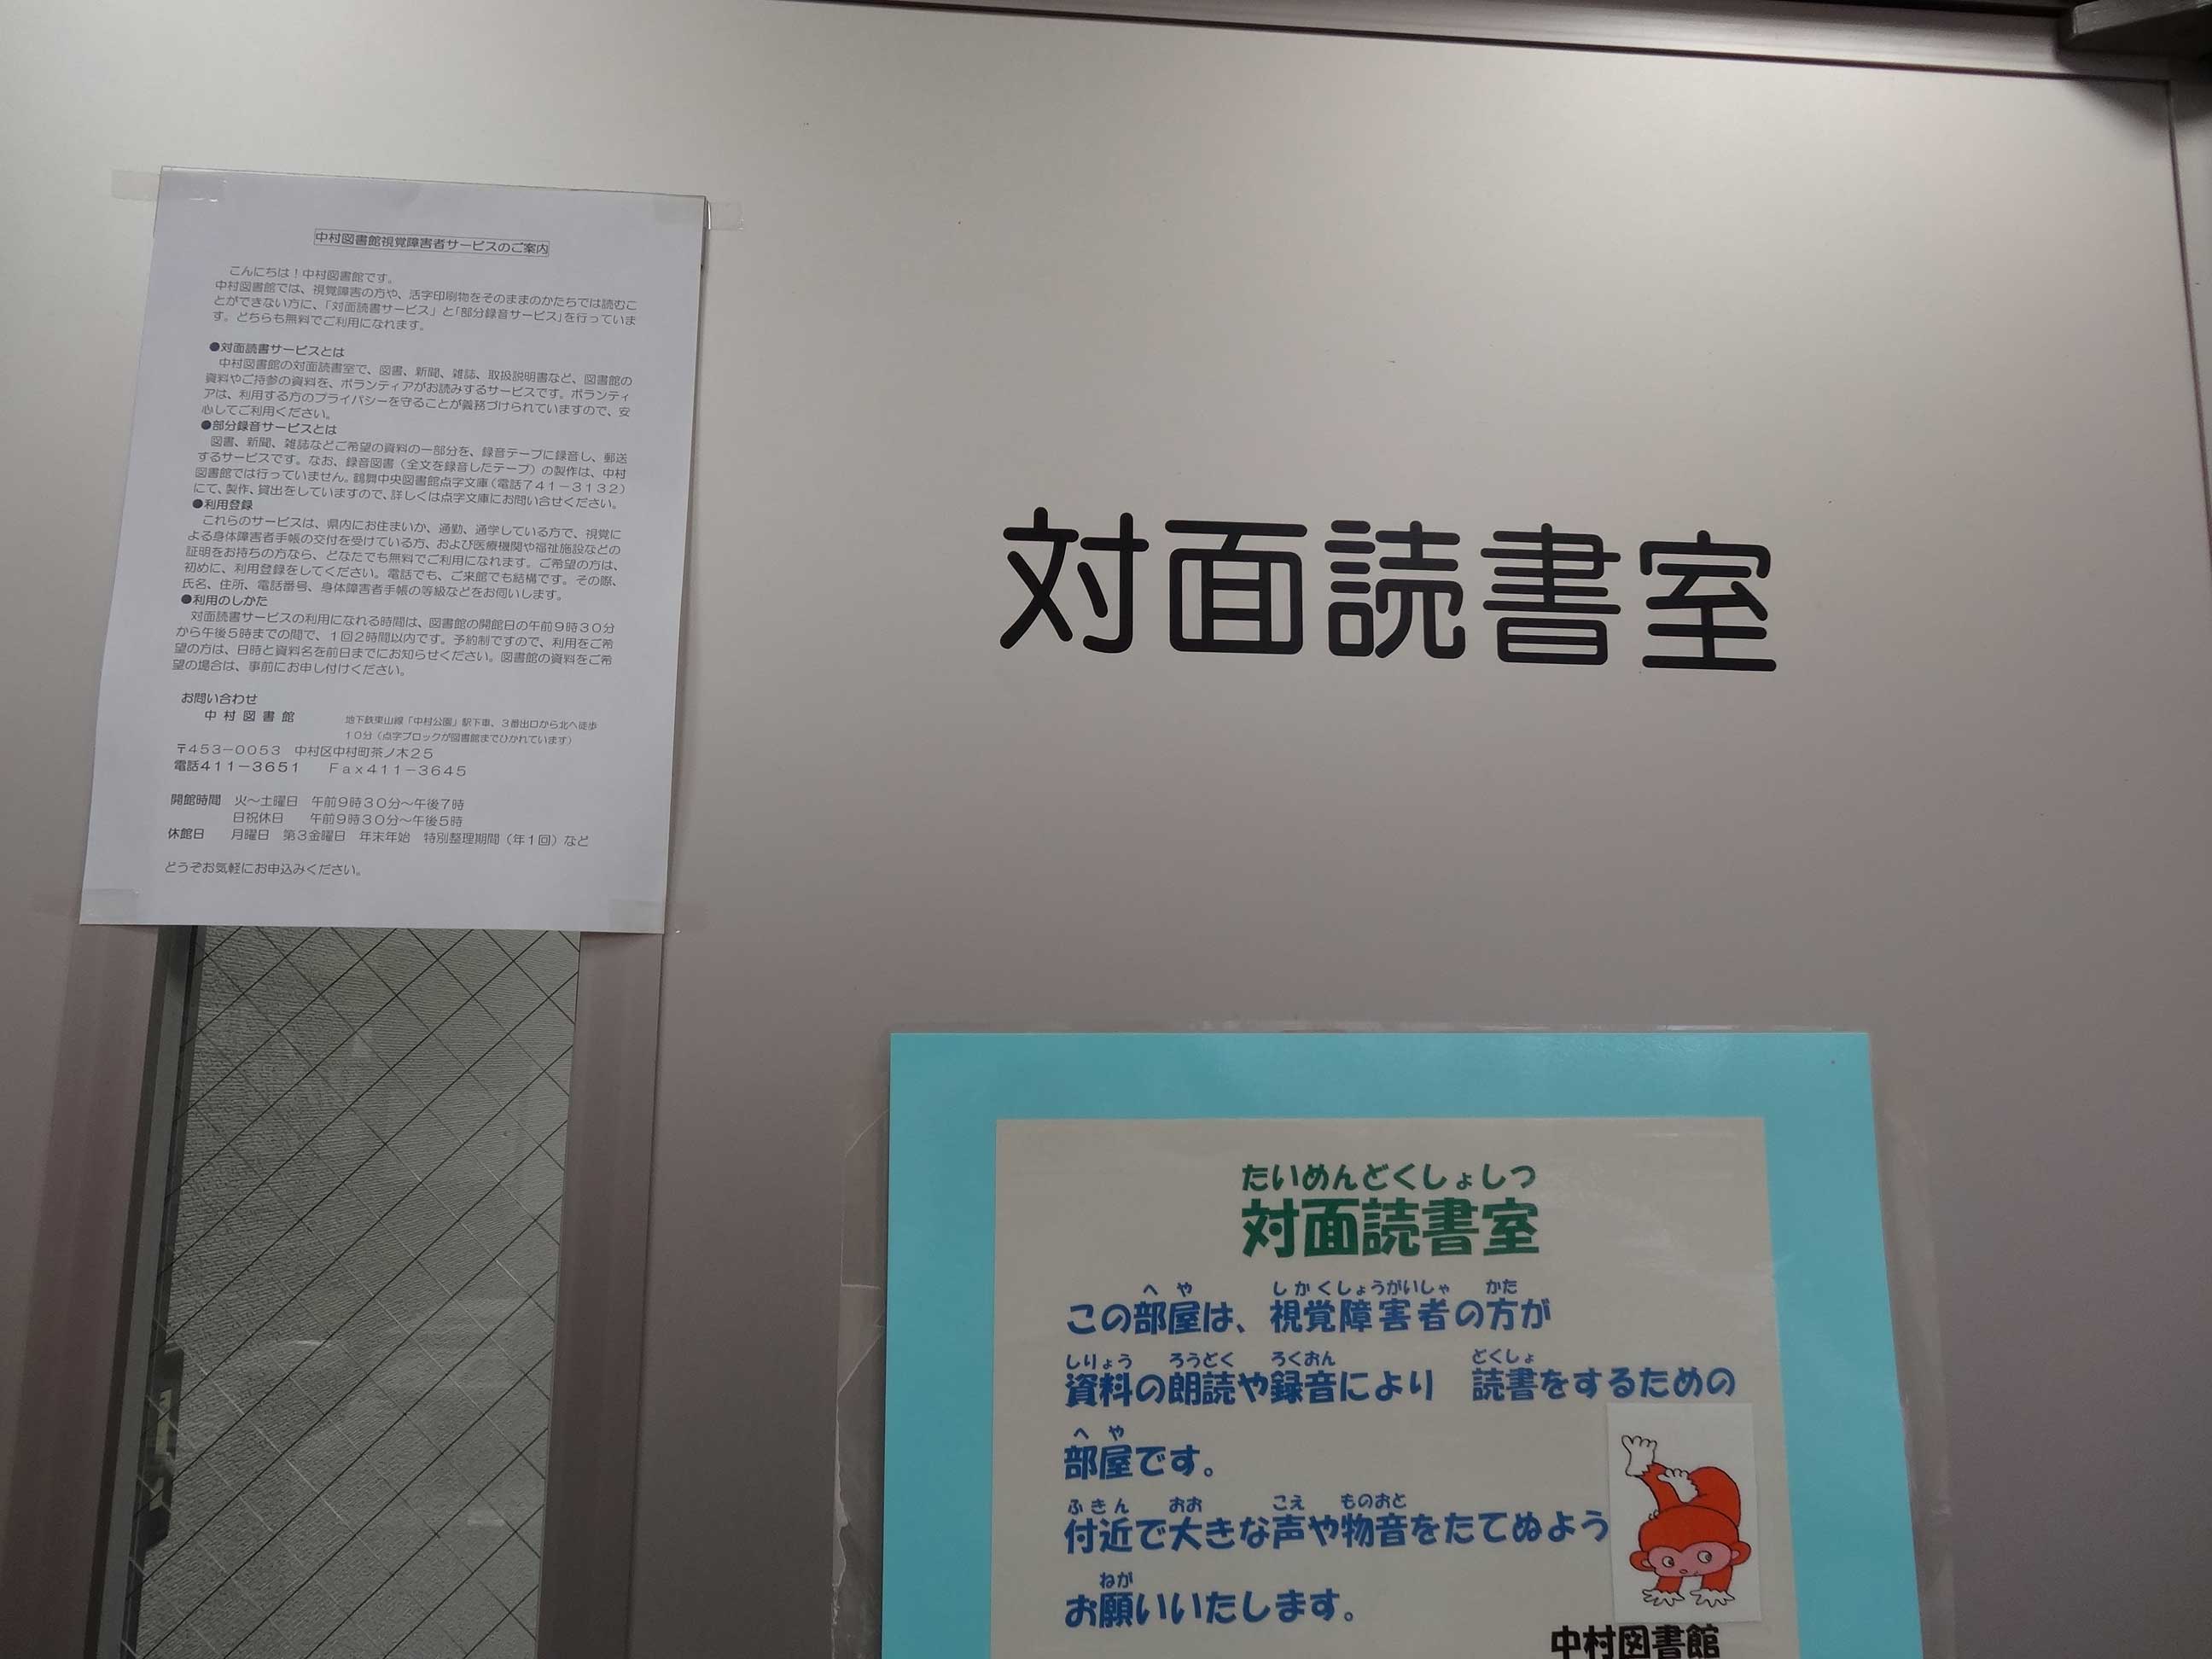 中村図書館視覚障害者サービスのご案内
こんにちは！中村図書館です。
中村図書館では、視覚障害の方や、活字印刷物をそのままのかたちでは読むこ
とができない方に、「対面読書サービス」と「部分録音サービス」を行っていま
す。どちらも無料でご利用になれます。
●対面読書サービスとは
中村図書館の対面読書室で、図書、新聞、雑誌、取扱説明書など、図書館の
資料やご持参の資料を、ボランティアがお読みするサービスです。ボランティ
アは、利用する方のプライバシーを守ることが義務づけられていますので、安
心してご利用ください。
●部分録音サービスとは
図書、新聞、雑誌などご希望の資料の一部分を、録音テープに録音し、郵送
するサービスです。なお、録音図書（全文を録音したテープ）の製作は、中村
図書館では行っていません。鶴舞中央図書館点字文庫（電話７４１－３１３２）
にて、製作、貸出をしていますので、詳しくは点字文庫にお問い合せください。
●利用登録
これらのサービスは、県内にお住まいか、通勤、通学している方で、視覚に
よる身体障害者手帳の交付を受けている方、および医療機関や福祉施設などの
証明をお持ちの方なら、どなたでも無料でご利用になれます。ご希望の方は、
初めに、利用登録をしてください。電話でも、ご来館でも結構です。その際、
氏名、住所、電話番号、身体障害者手帳の等級などをお伺いします。
●利用のしかた
対面読書サービスの利用になれる時間は、図書館の開館日の午前９時３０分
から午後５時までの間で、１回２時間以内です。予約制ですので、利用をご希
望の方は、日時と資料名を前日までにお知らせください。図書館の資料をご希
望の場合は、事前にお申し付けください。
お問い合わせ
中村図書館 地下鉄東山線「中村公園」駅下車、３番出口から北へ徒歩
１０分（点字ブロックが図書館までひかれています）
〒４５３－００５３ 中村区中村町茶ノ木２５
電話４１１－３６５１ Ｆａｘ４１１－３６４５
開館時間 火～土曜日 午前９時３０分～午後７時
日祝休日 午前９時３０分～午後５時
休館日 月曜日 第３金曜日 年末年始 特別整理期間（年１回）など
どうぞお気軽にお申込みください。
対面読書室
たいめんどくしょしつ
対面読書室
へや しかくしょうがいしゃ かた
この部屋は、視覚障害者の方が
しりょう ろうどく ろくおん どくしょ
資料の朗読や録音により 読書をするための
へや
部屋です。
ふきん おお こえ ものおと
付近で大きな声や物音をたてぬよう
ねが
お願いいたします。
中村図書館